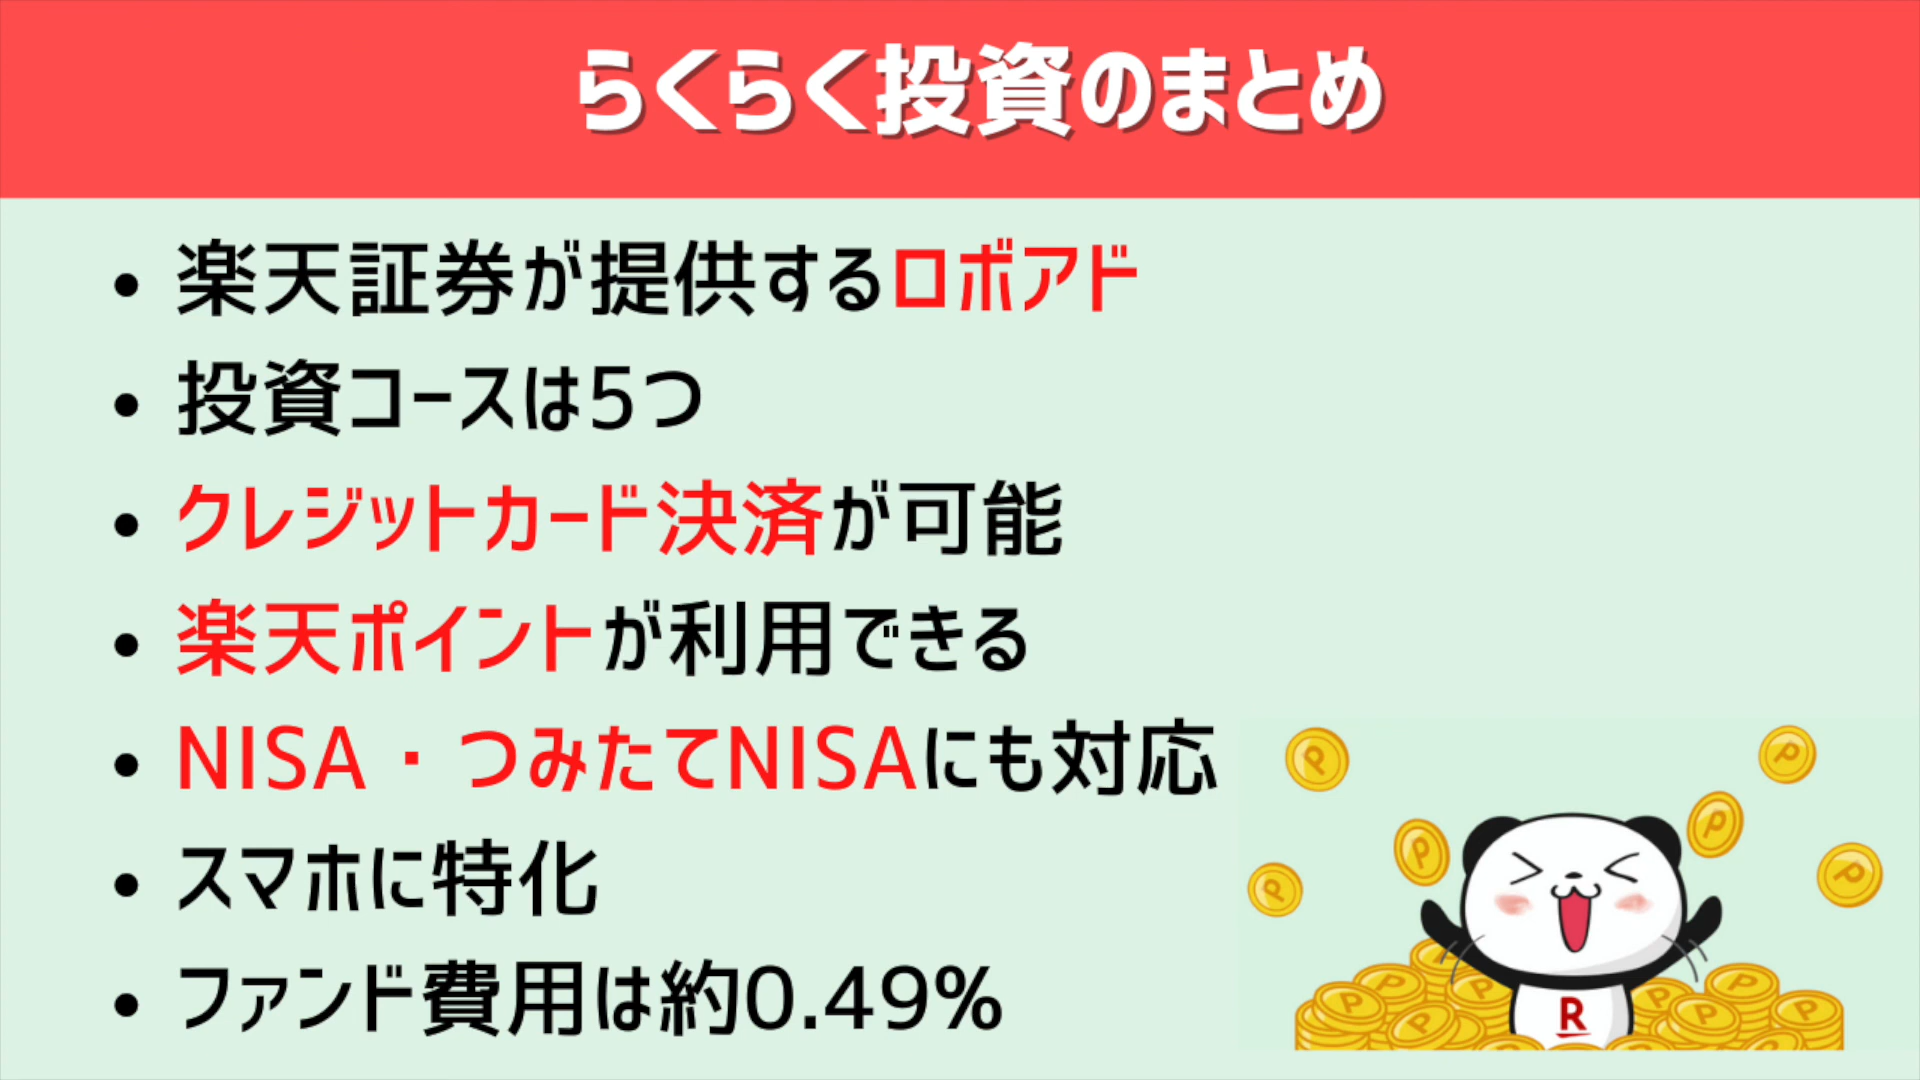 らくらく投資のまとめ
• 楽天証券が提供するロボアド
• 投資コースは5つ
• クレジットカード決済が可能
• 楽天ポイントが利用できる
• NISA・つみたてNISAにも対応
• スマホに特化
• ファンド費用は約0.49%
P
P
P
P
P
P
P
P
P
P
P
P
P
P
R